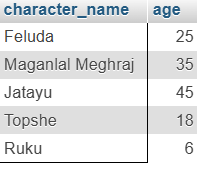 character_name age
Feluda 25
Maganlal Meghraj 35
Jatayu 45
Topshe 18
Ruku 6